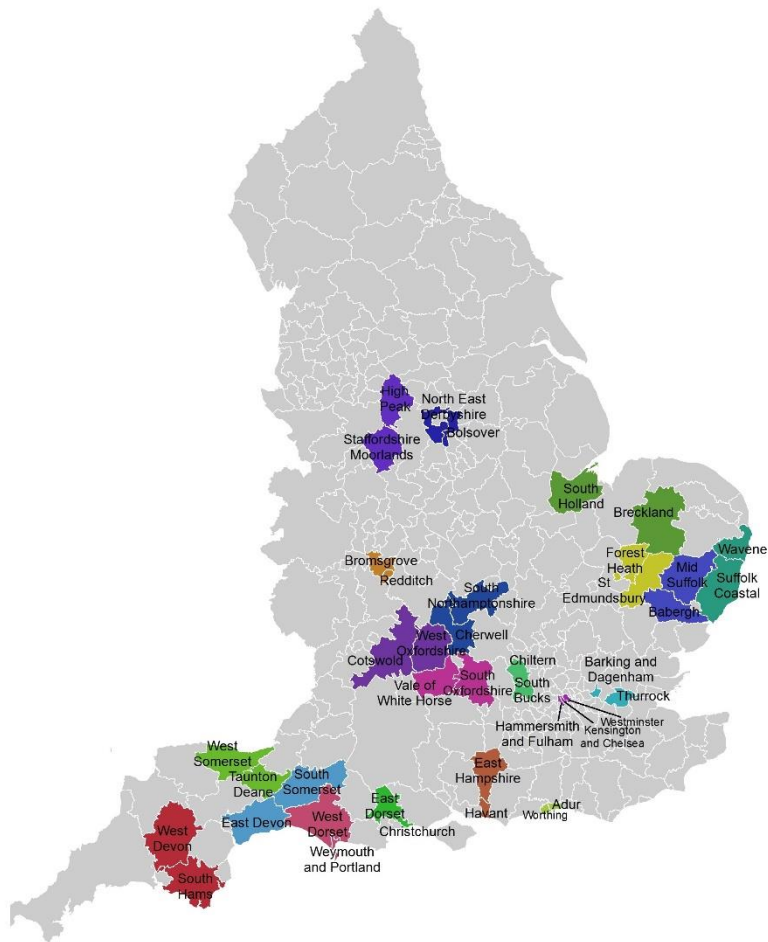 High
Peak
North East
Derbyshire
Bolsover
Staffordshire
Moorlands
South
Holland
Breckland
Wavene
Forest
Heath
Mid
Suffolk
Suffolk
Coastal
St
Edmundsbury
Babergh
Bromsgrove
Redditch
South
Northamptonshire
West
Oxfordshire
Cherwell
Cotswold
Vale of
White Horse
South
Oxfordshire
Chiltern
South
Bucks
Barking and
Dagenham
Thurrock
Westminster
Kensington
and Chelsea
Hammersmith
and Fulham
West
Somerset
Taunton
Deane
South
Somerset
East
Hampshire
East
Dorset
Christchurch
Havant
Adur
Worthing
East Devon
West
Dorset
Weymouth
and Portland
West
Devon
South
Hams